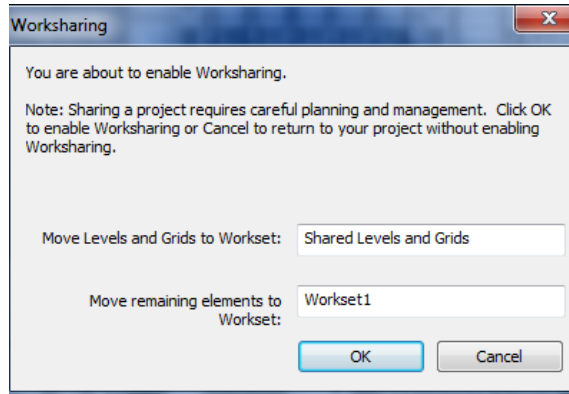 Worksharing
You are about to enable Worksharing.
Note: Sharing a project requires careful planning and management. Click OK
to enable Worksharing or Cancel to return to your project without enabling
Worksharing.
Move Levels and Grids to Workset: Shared Levels and Grids
Move remaining elements to Workset1
Workset:
OK Cancel